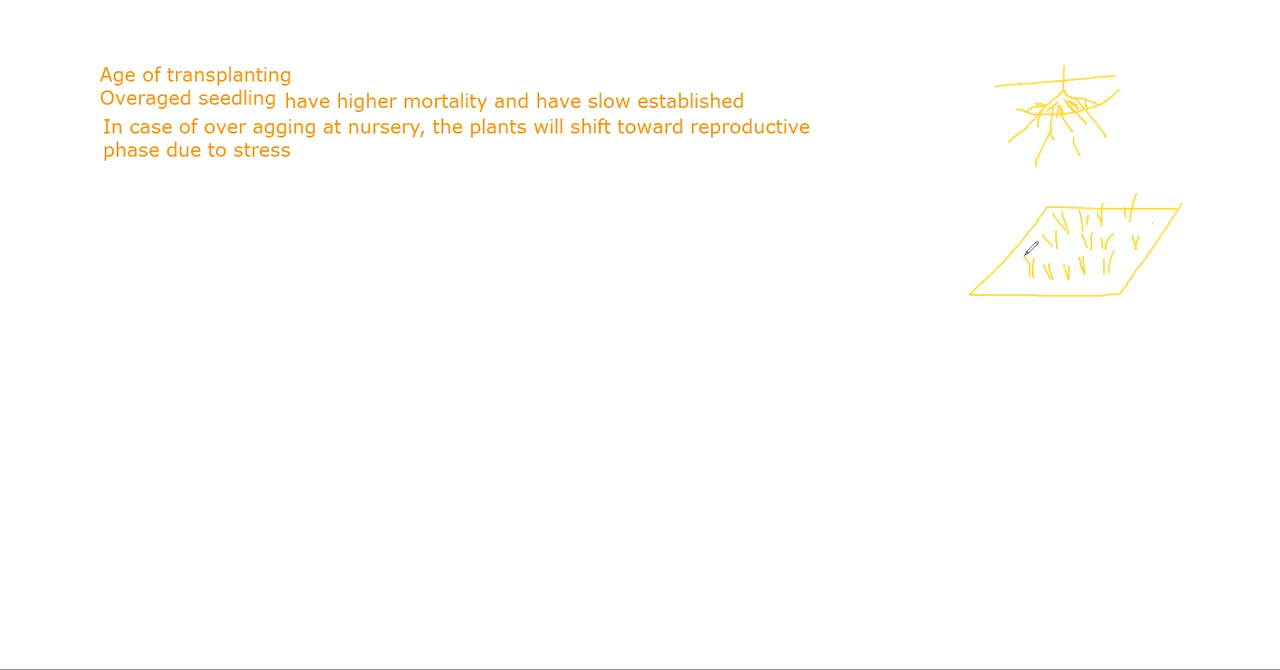 Age of transplanting
Overaged seedling have higher mortality and have slow established
In case of over agging at nursery, the plants will shift toward reproductive
phase due to stress